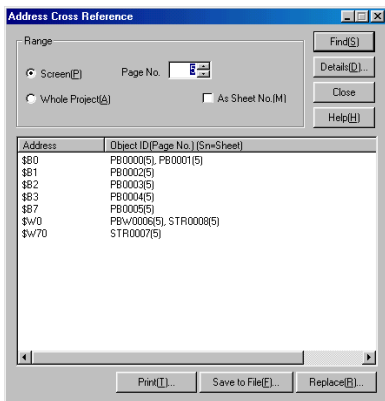 Address Cross Reference
Range
Screen(P)
Page No.
5
Whole Project(A)
As Sheet No.(M)
Find(S)
Details(D)...
Close
Help(H)
Address Object ID(Page No.) (Sn=Sheet)
$B0 PB0000(5), PB0001(5)
$B1 PB0002(5)
$B2 PB0003(5)
$B3 PB0004(5)
$B7 PB0005(5)
$W0 PBW0006(5), STR0008(5)
$W70 STR0007(5)
Print(T)...
Save to File(F)...
Replace(R)...